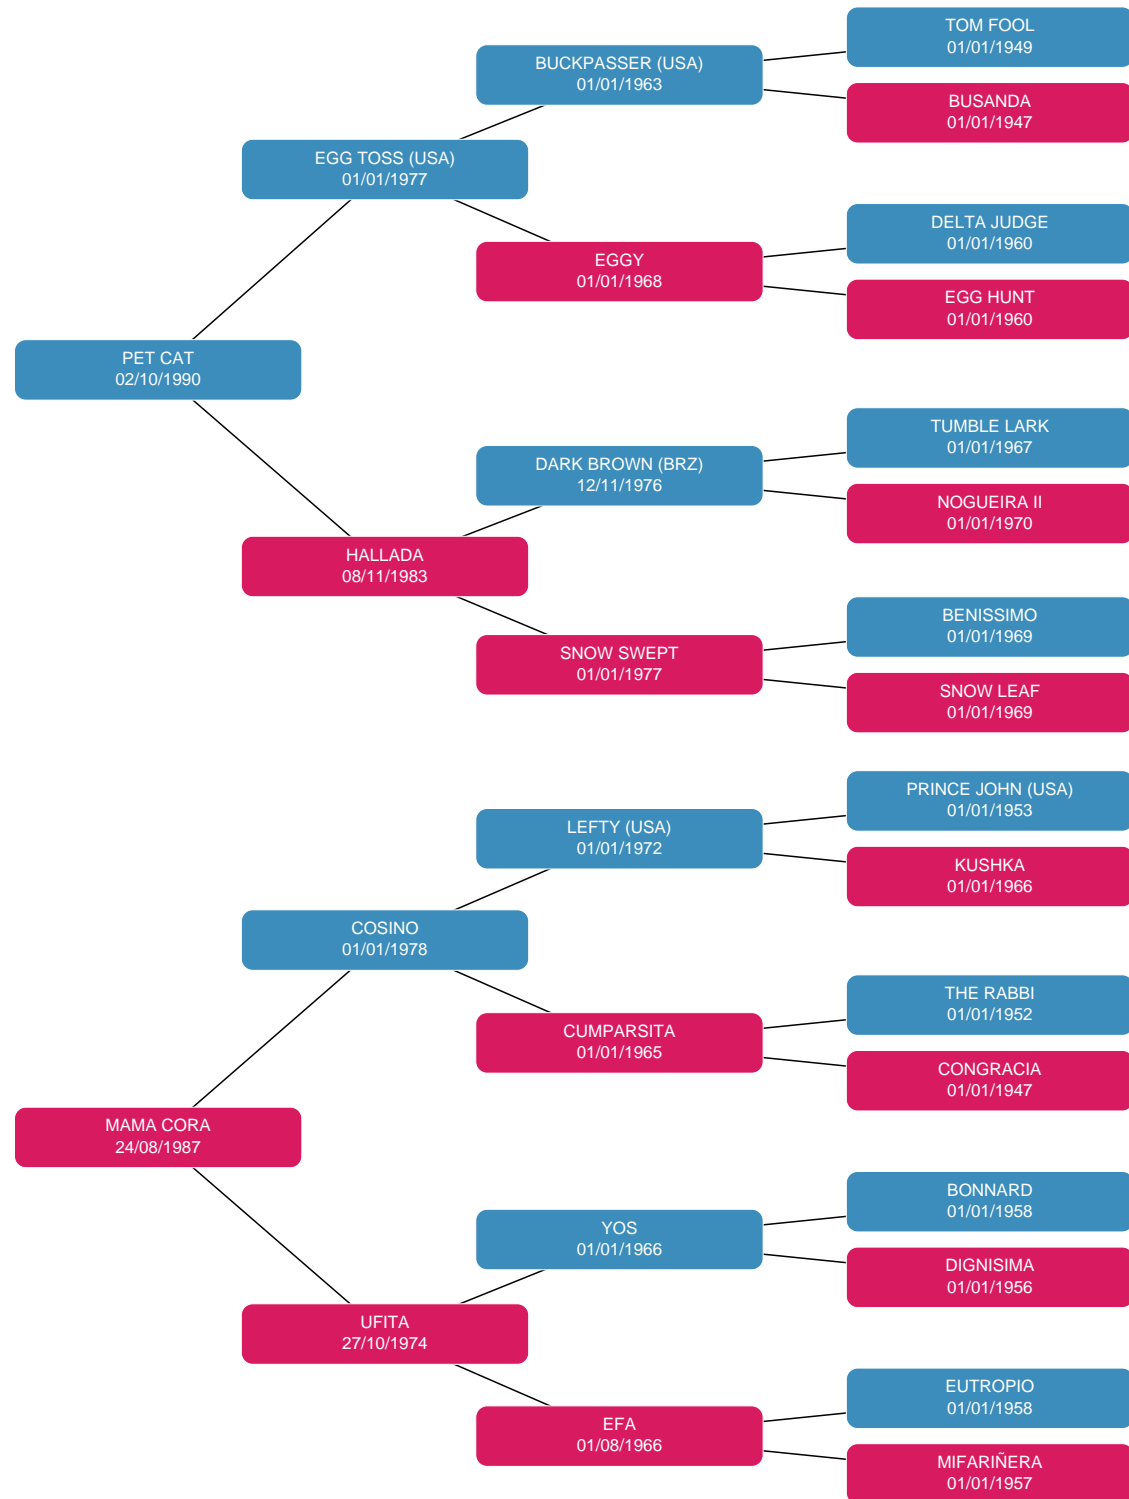 TOM FOOL
01/01/1949
BUCKPASSER (USA)
01/01/1963
BUSANDA
01/01/1947
EGG TOSS (USA)
01/01/1977
DELTA JUDGE
01/01/1960
EGGY
01/01/1968
EGG HUNT
01/01/1960
PET CAT
02/10/1990
TUMBLE LARK
01/01/1967
DARK BROWN (BRZ)
12/11/1976
NOGUEIRA II
01/01/1970
HALLADA
08/11/1983
BENISSIMO
01/01/1969
SNOW SWEPT
01/01/1977
SNOW LEAF
01/01/1969
PRINCE JOHN (USA)
01/01/1953
LEFTY (USA)
01/01/1972
KUSHKA
01/01/1966
COSINO
01/01/1978
THE RABBI
01/01/1952
CUMPARSITA
01/01/1965
CONGRACIA
01/01/1947
MAMA CORA
24/08/1987
BONNARD
01/01/1958
YOS
01/01/1966
DIGNISIMA
01/01/1956
UFITA
27/10/1974
EUTROPIO
01/01/1958
EFA
01/08/1966
MIFARIÑERA
01/01/1957